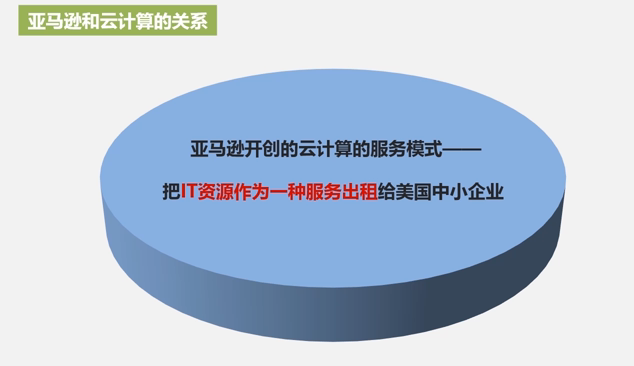 亚马逊和云计算的关系
亚马逊开创的云计算的服务模式——
把IT资源作为一种服务出租给美国中小企业